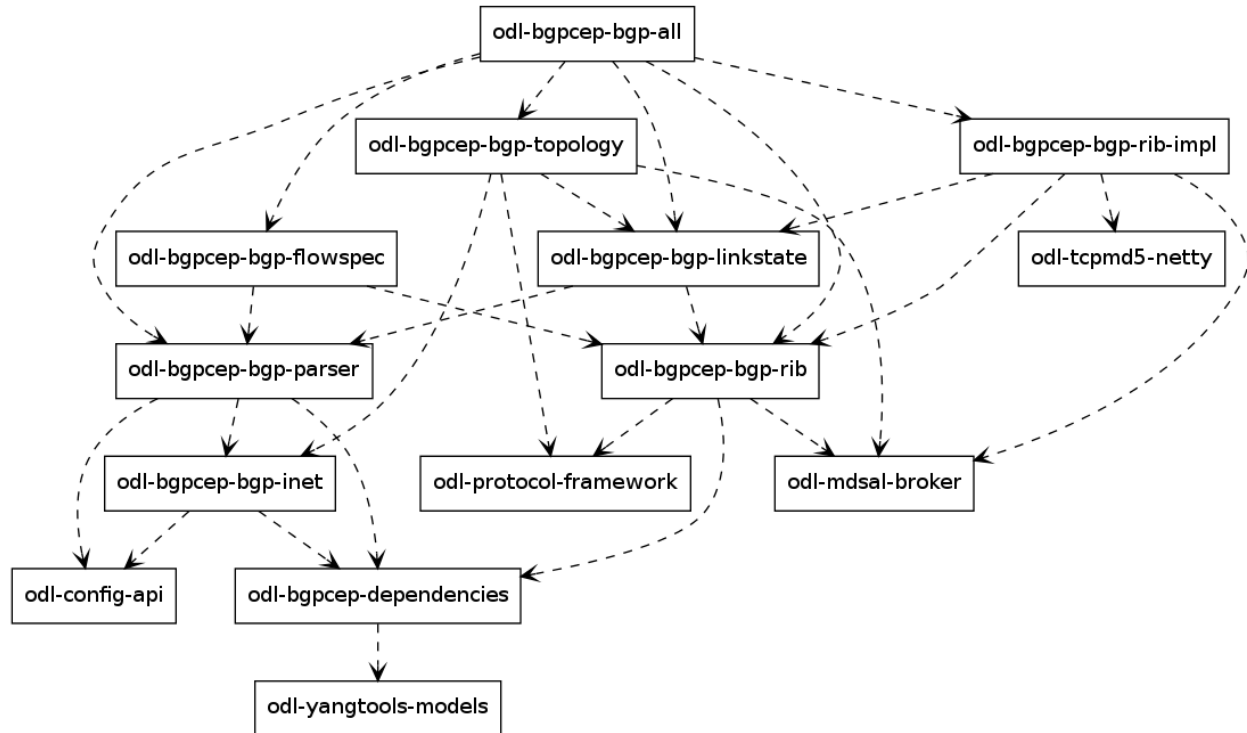 odl-bgpcep-bgp-all
odl-bgpcep-bgp-topology
odl-bgpcep-bgp-rib-impl
odl-bgpcep-bgp-flowspec
odl-bgpcep-bgp-linkstate
odl-tcpmd5-netty
odl-bgpcep-bgp-parser
odl-bgpcep-bgp-rib
odl-bgpcep-bgp-inet
odl-protocol-framework
odl-mdsal-broker
odl-config-api
odl-bgpcep-dependencies
odl-yangtools-models